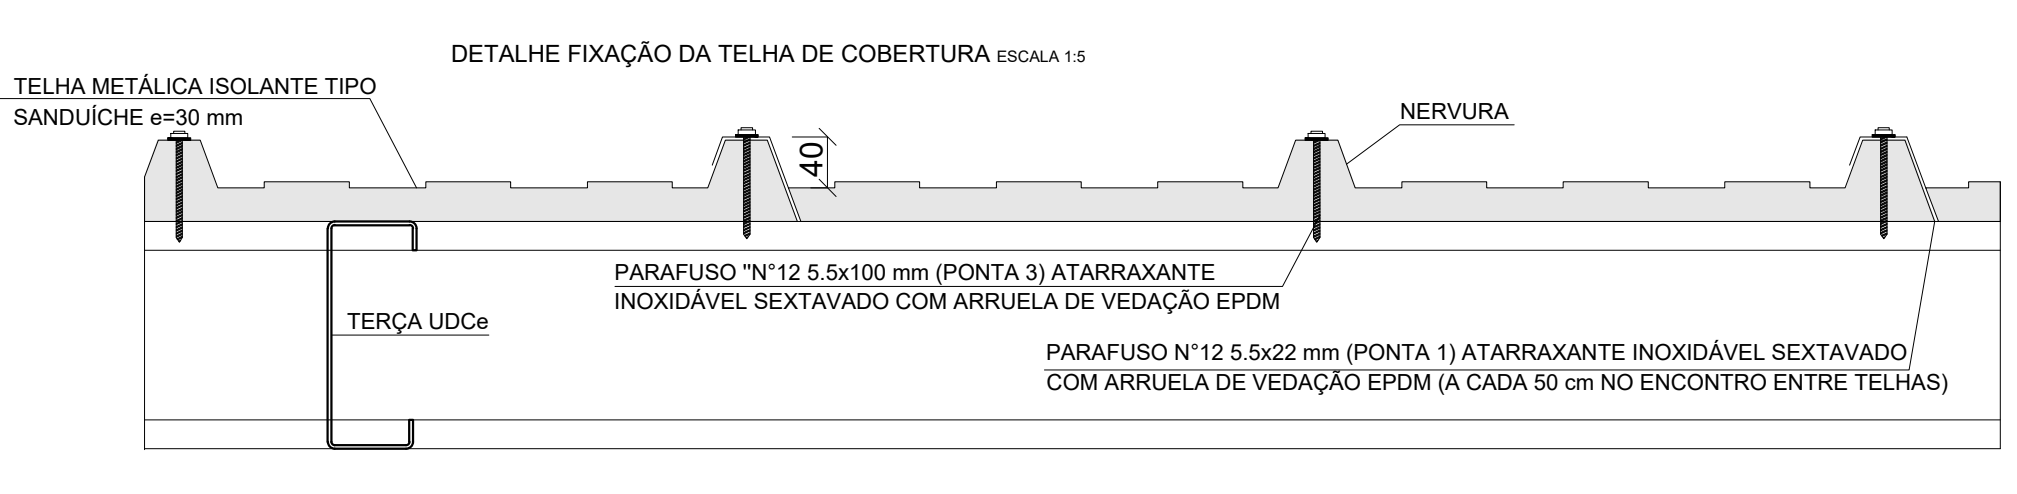 DETALHE FIXAÇÃO DA TELHA DE COBERTURA ESCALA 1:5
TELHA METÁLICA ISOLANTE TIPO
SANDUÍCHE e=30 mm
NERVURA
40
PARAFUSO "N°12 5.5x100 mm (PONTA 3) ATARRAXANTE
INOXIDÁVEL SEXTAVADO COM ARRUELA DE VEDAÇÃO EPDM
TERÇA UDCe
PARAFUSO N°12 5.5x22 mm (PONTA 1) ATARRAXANTE INOXIDÁVEL SEXTAVADO
COM ARRUELA DE VEDAÇÃO EPDM (A CADA 50 cm NO ENCONTRO ENTRE TELHAS)